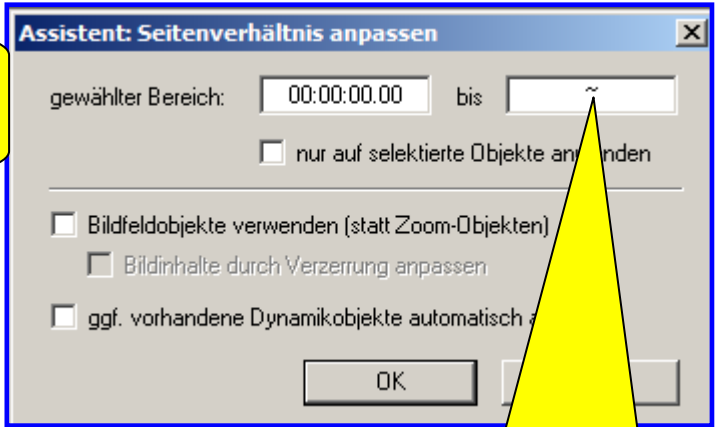 Assistent: Seitenverhältnis anpassen
gewählter Bereich: 00:00:00.00 bis ~
nur auf selektierte Objekte
Bildfeldobjekte verwenden (statt Zoom-Objekten)
Bildinhalte durch Verzerrung anpassen
ggf. vorhandene Dynamikobjekte automatisch
OK